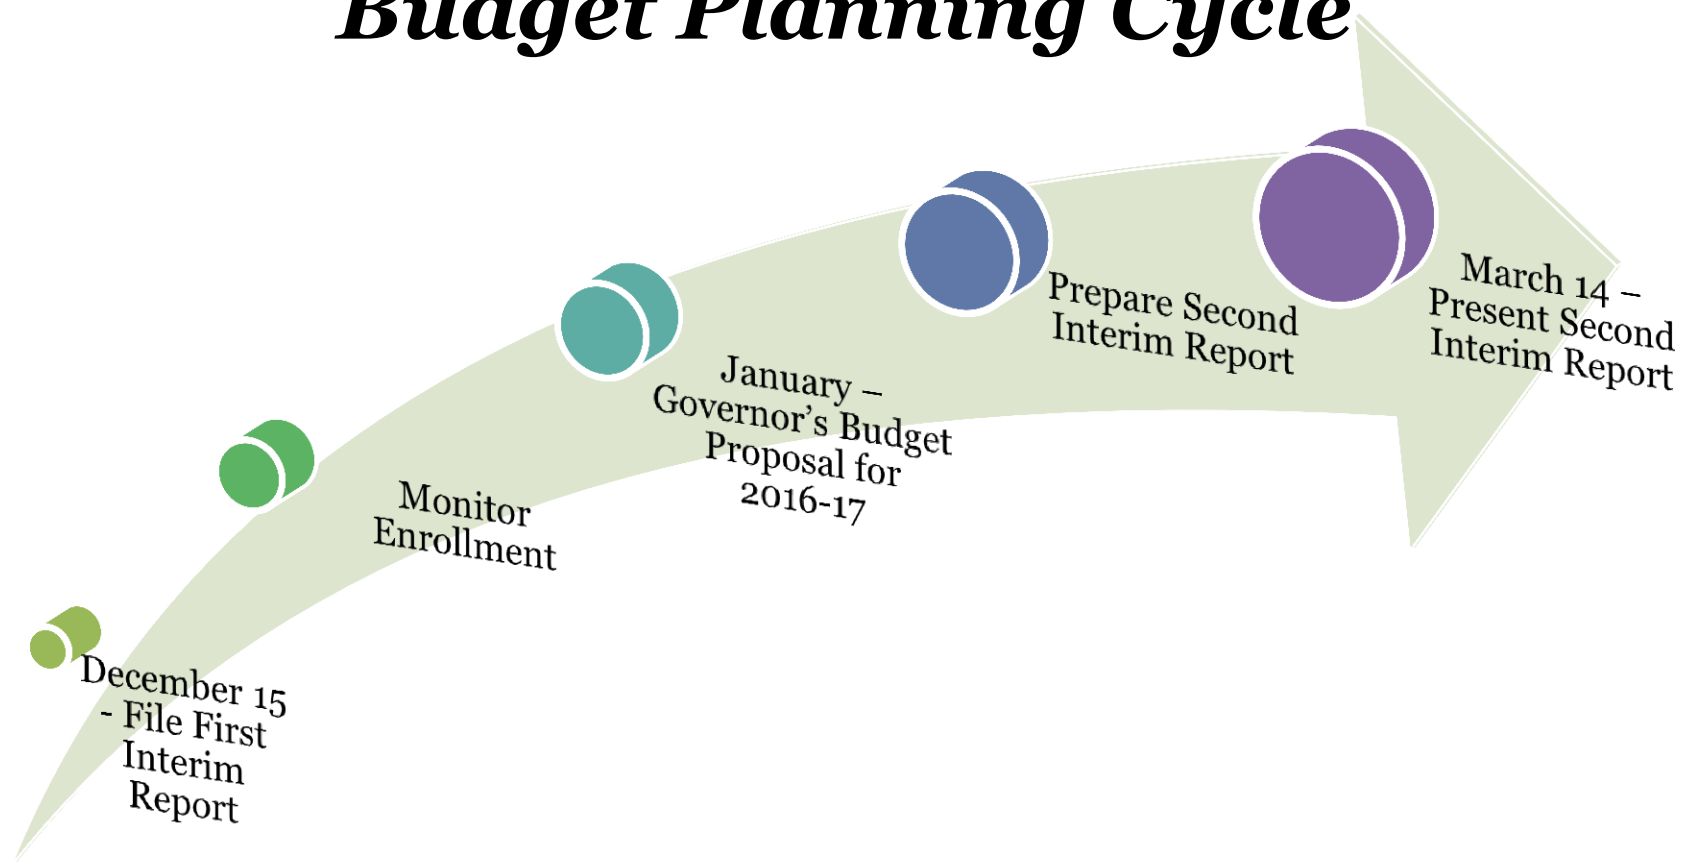 Budget Planning Cycle
December 15
- File First
Interim
Report
Monitor
Enrollment
January –
Governor’s Budget
Proposal for
2016-17
Prepare Second
Interim Report
March 14 –
Present Second
Interim Report